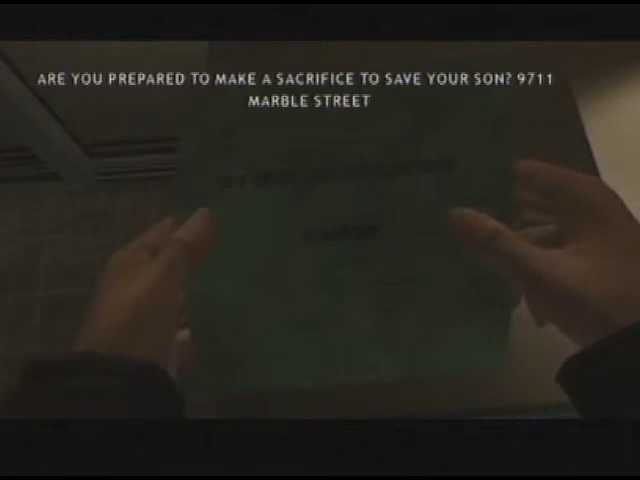 ARE YOU PREPARED TO MAKE A SACRIFICE TO SAVE YOUR SON? 9711
MARBLE STREET